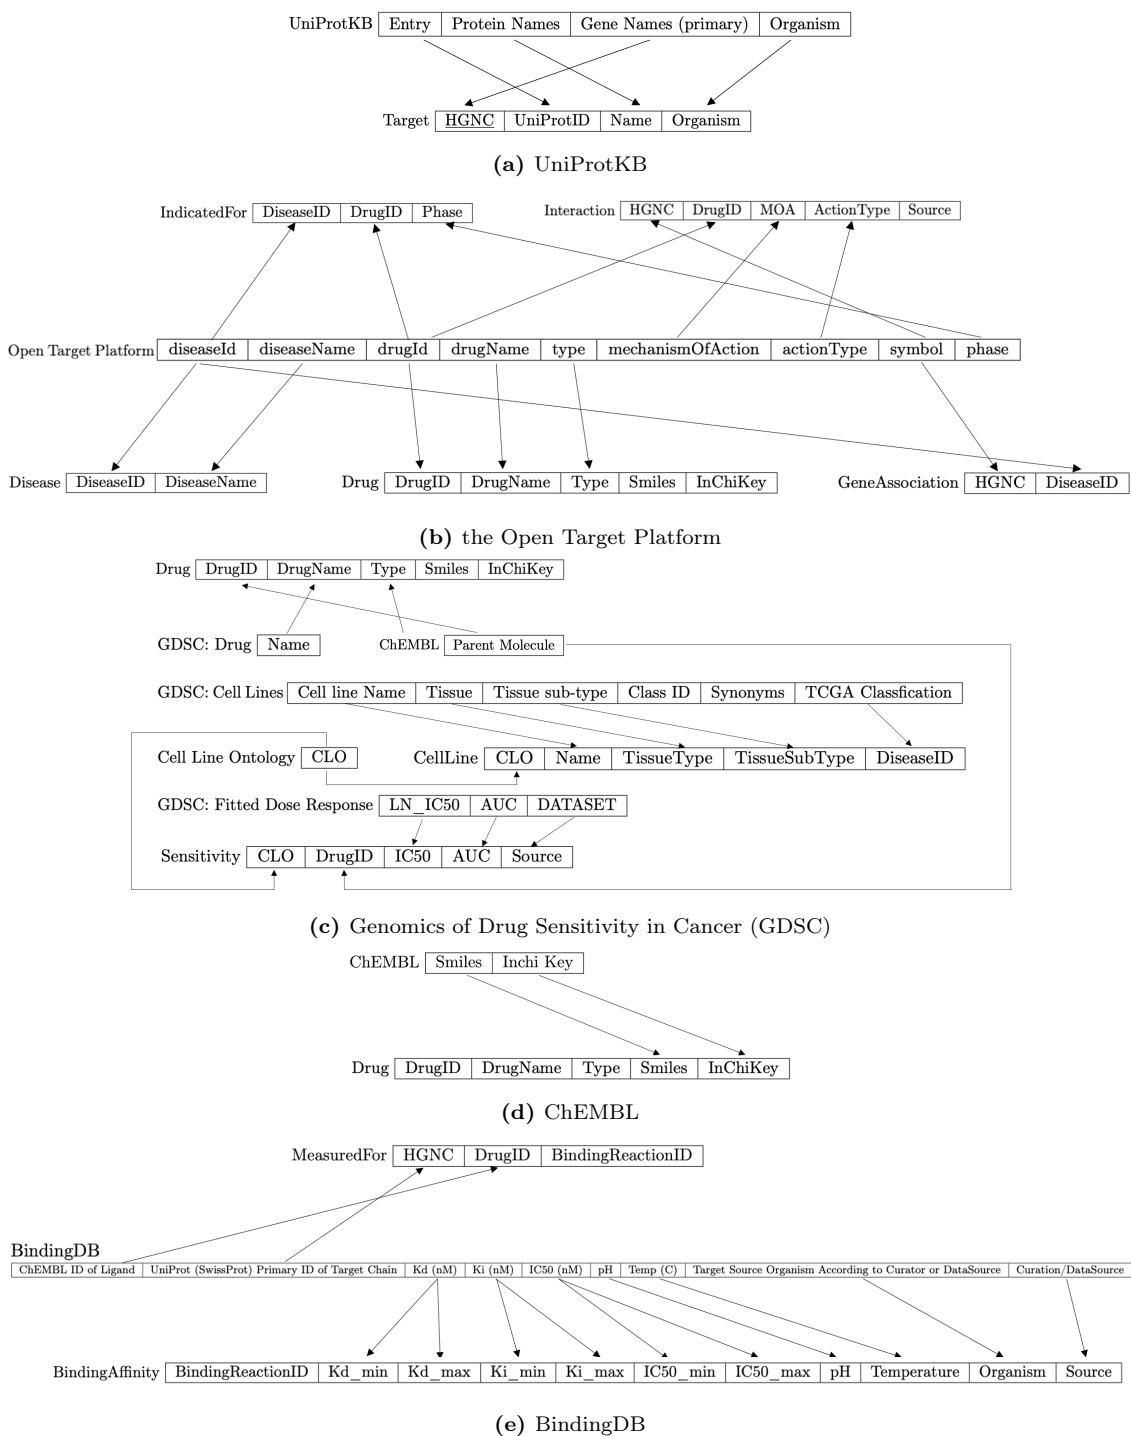 UniProtKB Entry Protein Names Gene Names (primary) Organism
Target HGNC UniProtID Name Organism
(a) UniProtKB
IndicatedFor DiseaseID DrugID Phase Interaction HGNC DrugID MOA ActionType Source
Open Target Platform diseaseId diseaseName drugId drugName type mechanismOfAction actionType symbol phase
Disease DiseaseID DiseaseName Drug DrugID DrugName Type Smiles InChiKey GeneAssociation HGNC DiseaseID
(b) the Open Target Platform
Drug DrugID DrugName Type Smiles InChiKey
GDSC: Drug Name ChEMBL Parent Molecule
GDSC: Cell Lines Cell line Name Tissue Tissue sub-type Class ID Synonyms TCGA Classfication
Cell Line Ontology CLO CellLine CLO Name TissueType TissueSubType DiseaseID
GDSC: Fitted Dose Response LN_IC50 AUC DATASET
Sensitivity CLO DrugID IC50 AUC Source
(c) Genomics of Drug Sensitivity in Cancer (GDSC)
ChEMBL Smiles Inchi Key
Drug DrugID DrugName Type Smiles InChiKey
(d) ChEMBL
MeasuredFor HGNC DrugID BindingReactionID
BindingDB
ChEMBL ID of Ligand UniProt (SwissProt) Primary ID of Target Chain Kd (nM) Ki (nM) IC50 (nM) pH Temp (C) Target Source Organism According to Curator or DataSource Curation/DataSource
BindingAffinity BindingReactionID Kd_min Kd_max Ki_min Ki_max IC50_min IC50_max pH Temperature Organism Source
(e) BindingDB